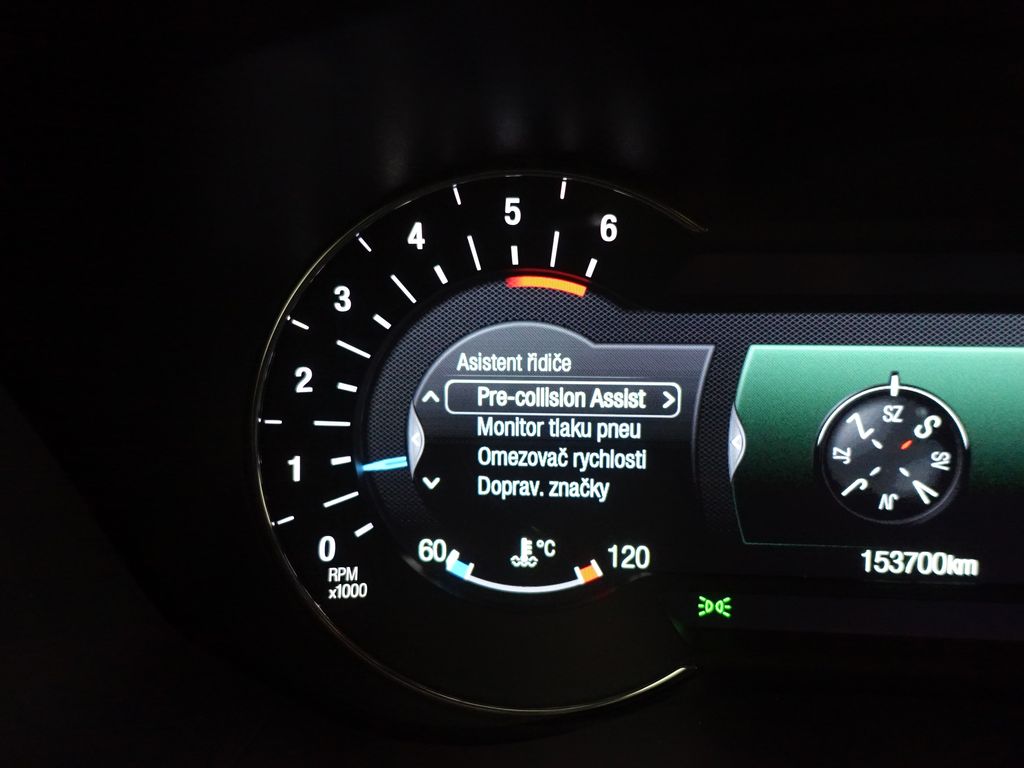 6
5
4
3
2
1
0
RPM
x1000
Asistent řidiče
Pre-collision Assist
Monitor tlaku pneu
Omezovač rychlosti
Doprav. značky
60
°C
120
SZ
Z
S
JZ
SV
J
JV
V
153700km